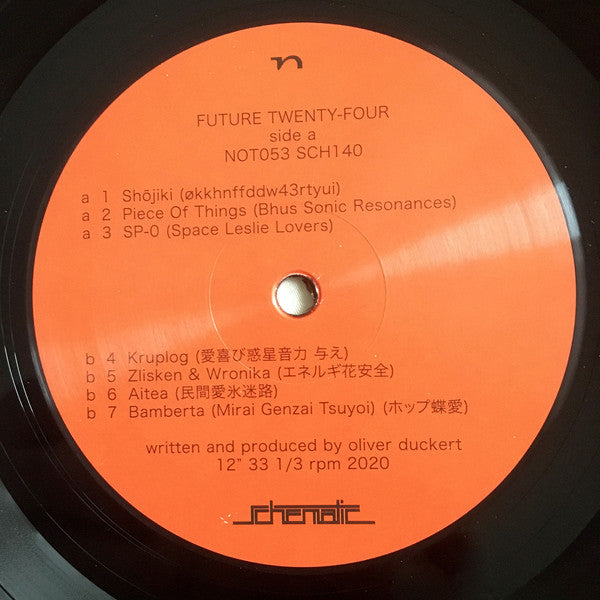 n
FUTURE TWENTY-FOUR
side a
NOT053 SCH140
a 1 Shōjiki (økkhnffddw43rtyui)
a 2 Piece Of Things (Bhus Sonic Resonances)
a 3 SP-0 (Space Leslie Lovers)
b 4 Kruplog (愛喜び惑星音力 与え)
b 5 Zlisken & Wronika (エネルギ花安全)
b 6 Aitea (民間愛氷迷路)
b 7 Bamberta (Mirai Genzai Tsuyoi) (ホップ蝶愛)
written and produced by oliver duckert
12" 33 1/3 rpm 2020
schematic